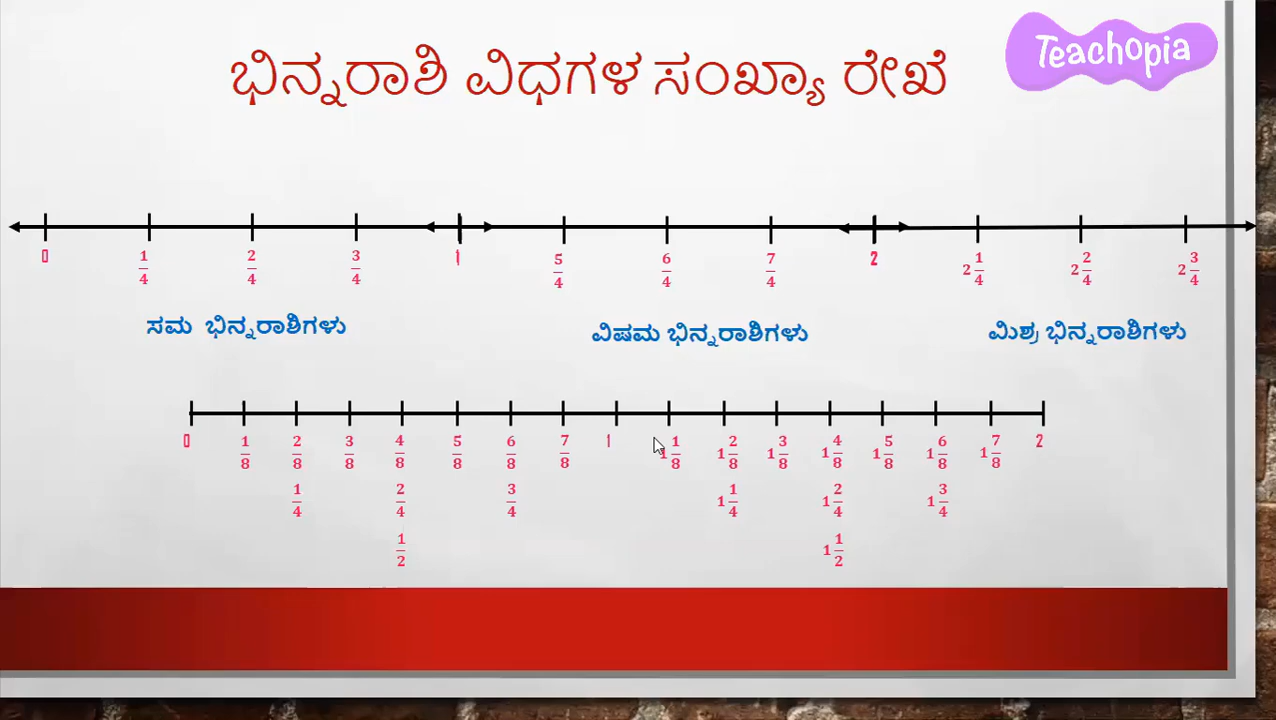 ಭಿನ್ನರಾಶಿ ವಿಧಗಳ ಸಂಖ್ಯಾ ರೇಖೆ
Teachopia
0 1/4 2/4 3/4 1 5/4 6/4 7/4 2 2 1/4 2 2/4 2 3/4
ಸಮ ಭಿನ್ನರಾಶಿಗಳು
ವಿಷಮ ಭಿನ್ನರಾಶಿಗಳು
ಮಿಶ್ರ ಭಿನ್ನರಾಶಿಗಳು
0 1/8 2/8 3/8 4/8 5/8 6/8 7/8 1 1 1/8 1 2/8 1 3/8 1 4/8 1 5/8 1 6/8 1 7/8 2
1/4 2/4 3/4 1 1/4 1 2/4 1 3/4
1/2 1 1/2